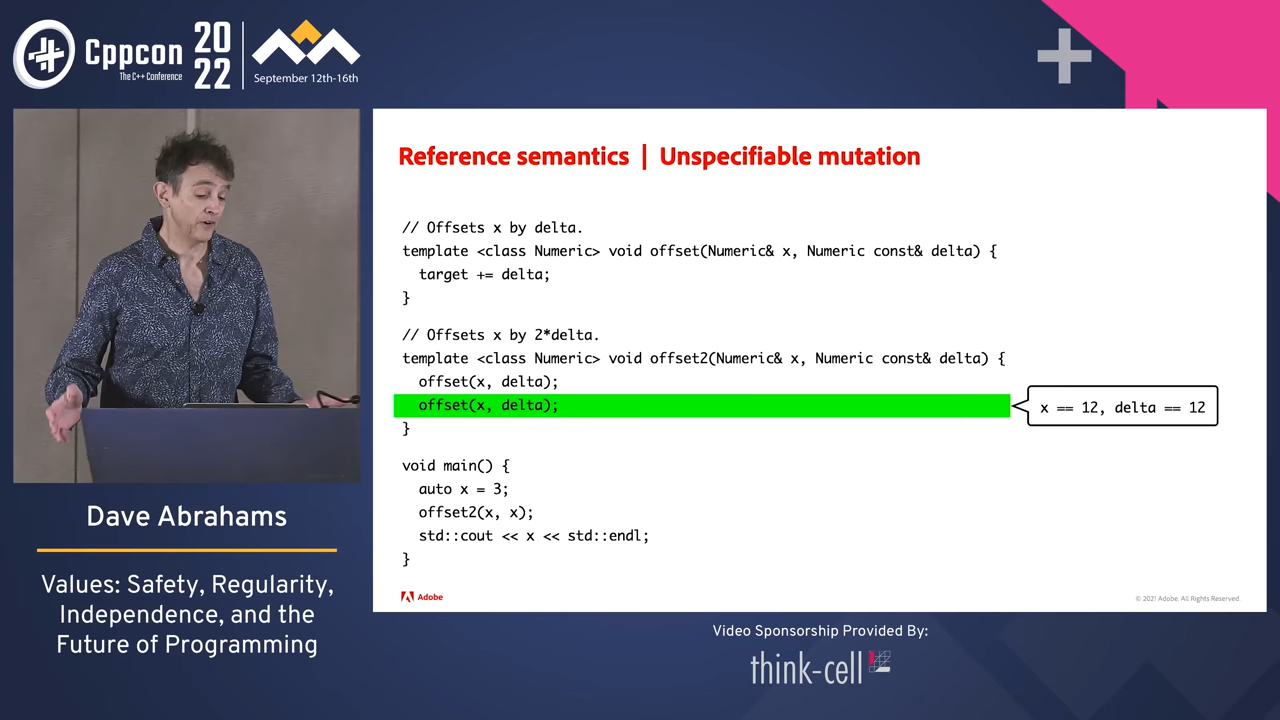 Cppcon
The C++ Conference
20
22
September 12th-16th
Reference semantics | Unspecifiable mutation
// Offsets x by delta.
template <class Numeric> void offset(Numeric& x, Numeric const& delta) {
target += delta;
}
// Offsets x by 2*delta.
template <class Numeric> void offset2(Numeric& x, Numeric const& delta) {
offset(x, delta);
offset(x, delta);
x == 12, delta == 12
}
void main() {
auto x = 3;
offset2(x, x);
std::cout << x << std::endl;
}
Adobe
© 2021 Adobe. All Rights Reserved.
Dave Abrahams
Values: Safety, Regularity,
Independence, and the
Future of Programming
Video Sponsorship Provided By:
think-cell